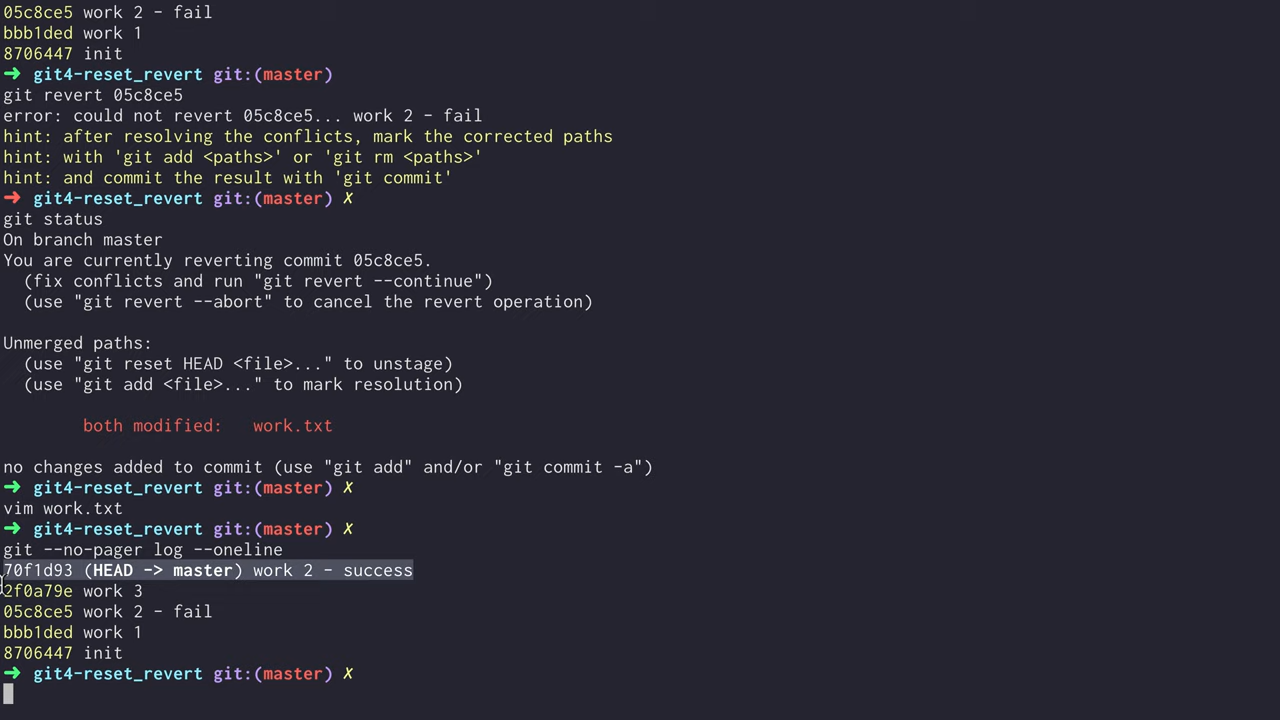 05c8ce5 work 2 - fail
bbb1ded work 1
8706447 init
➜ git4-reset_revert git:(master)
git revert 05c8ce5
error: could not revert 05c8ce5... work 2 - fail
hint: after resolving the conflicts, mark the corrected paths
hint: with 'git add <paths>' or 'git rm <paths>'
hint: and commit the result with 'git commit'
➜ git4-reset_revert git:(master) ✗
git status
On branch master
You are currently reverting commit 05c8ce5.
  (fix conflicts and run "git revert --continue")
  (use "git revert --abort" to cancel the revert operation)
Unmerged paths:
  (use "git reset HEAD <file>..." to unstage)
  (use "git add <file>..." to mark resolution)
        both modified:   work.txt
no changes added to commit (use "git add" and/or "git commit -a")
➜ git4-reset_revert git:(master) ✗
vim work.txt
➜ git4-reset_revert git:(master) ✗
git --no-pager log --oneline
70f1d93 (HEAD -> master) work 2 - success
2f0a79e work 3
05c8ce5 work 2 - fail
bbb1ded work 1
8706447 init
➜ git4-reset_revert git:(master) ✗